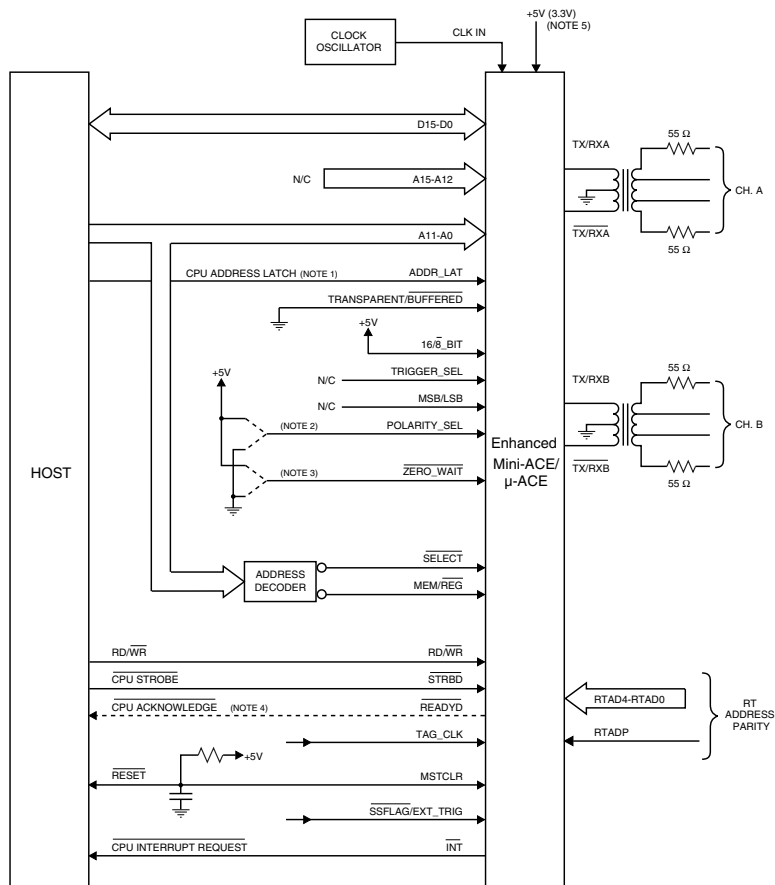 +5V (3.3V)
(NOTE 5)
CLOCK
OSCILLATOR
CLK IN
D15-D0
TX/RXA
55 Ω
N/C
A15-A12
CH. A
A11-A0
TX/RXA
55 Ω
CPU ADDRESS LATCH (NOTE 1)
ADDR_LAT
TRANSPARENT/BUFFERED
+5V
16/8_BIT
+5V
N/C
TRIGGER_SEL
TX/RXB
55 Ω
N/C
MSB/LSB
(NOTE 2)
POLARITY_SEL
CH. B
HOST
Enhanced
Mini-ACE/
µ-ACE
(NOTE 3)
ZERO_WAIT
TX/RXB
55 Ω
ADDRESS
DECODER
SELECT
MEM/REG
RD/WR
RD/WR
CPU STROBE
STRBD
CPU ACKNOWLEDGE (NOTE 4)
READYD
RTAD4-RTAD0
RT
ADDRESS
PARITY
RTADP
TAG_CLK
+5V
RESET
MSTCLR
SSFLAG/EXT_TRIG
CPU INTERRUPT REQUEST
INT